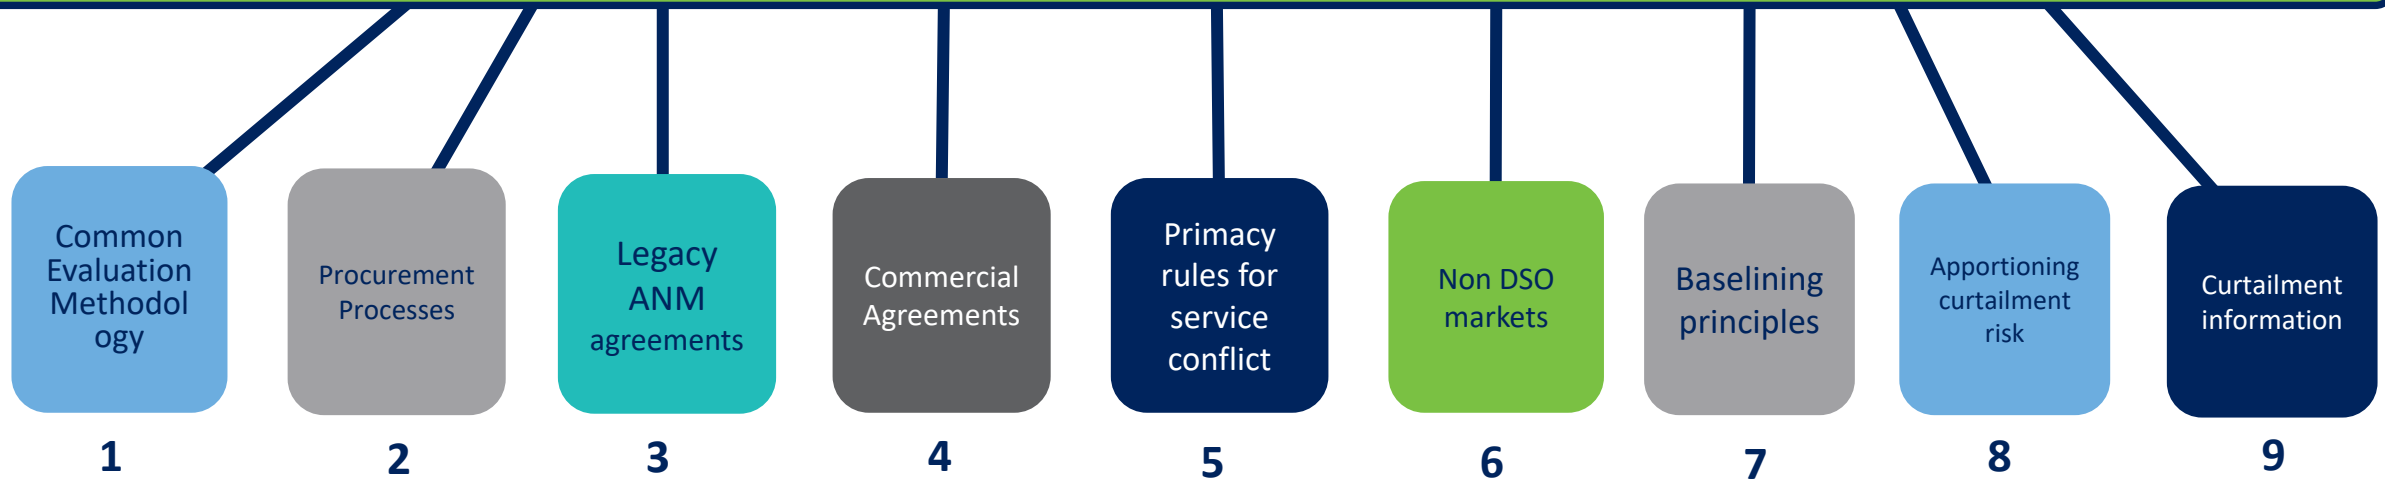 Common
Evaluation
Methodol
ogy
Procurement
Processes
Legacy
ANM
agreements
Commercial
Agreements
Primacy
rules for
service
conflict
Non DSO
markets
Baselining
principles
Apportioning
curtailment
risk
Curtailment
information
1
2
3
4
5
6
7
8
9